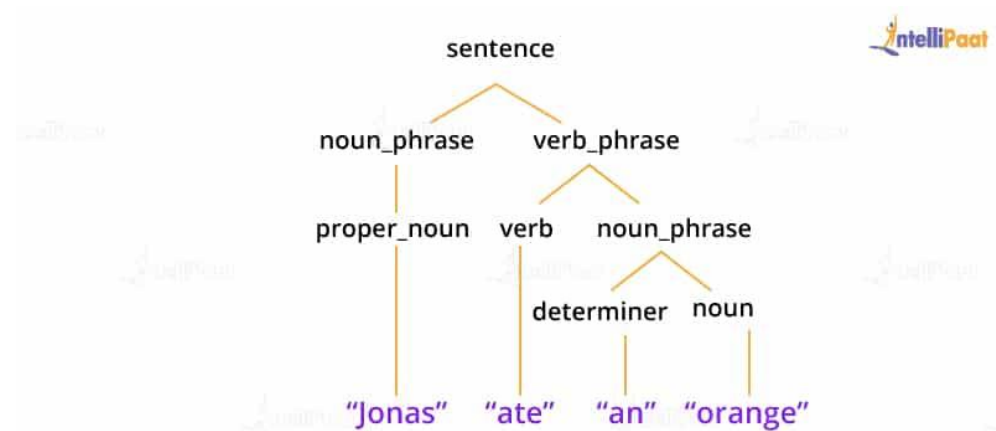 IntelliPaat
sentence
noun_phrase verb_phrase
proper_noun verb noun_phrase
determiner noun
“Jonas” “ate” “an” “orange”